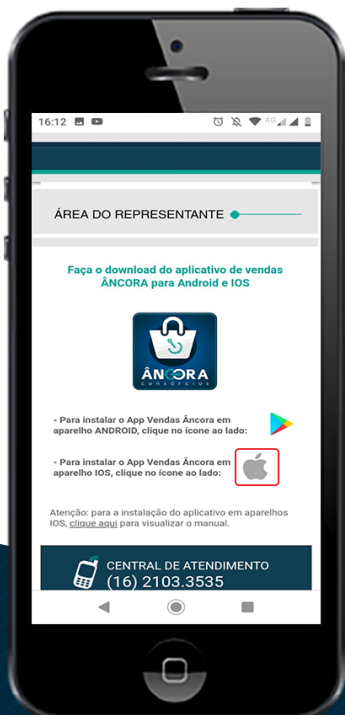 16:12
4G
ÁREA DO REPRESENTANTE
Faça o download do aplicativo de vendas
ÂNCORA para Android e IOS
ÂNCORA
consórcios
- Para instalar o App Vendas Âncora em
aparelho ANDROID, clique no ícone ao lado:
- Para instalar o App Vendas Âncora em
aparelho IOS, clique no ícone ao lado:
Atenção: para a instalação do aplicativo em aparelhos
IOS, clique aqui para visualizar o manual.
CENTRAL DE ATENDIMENTO
(16) 2103.3535